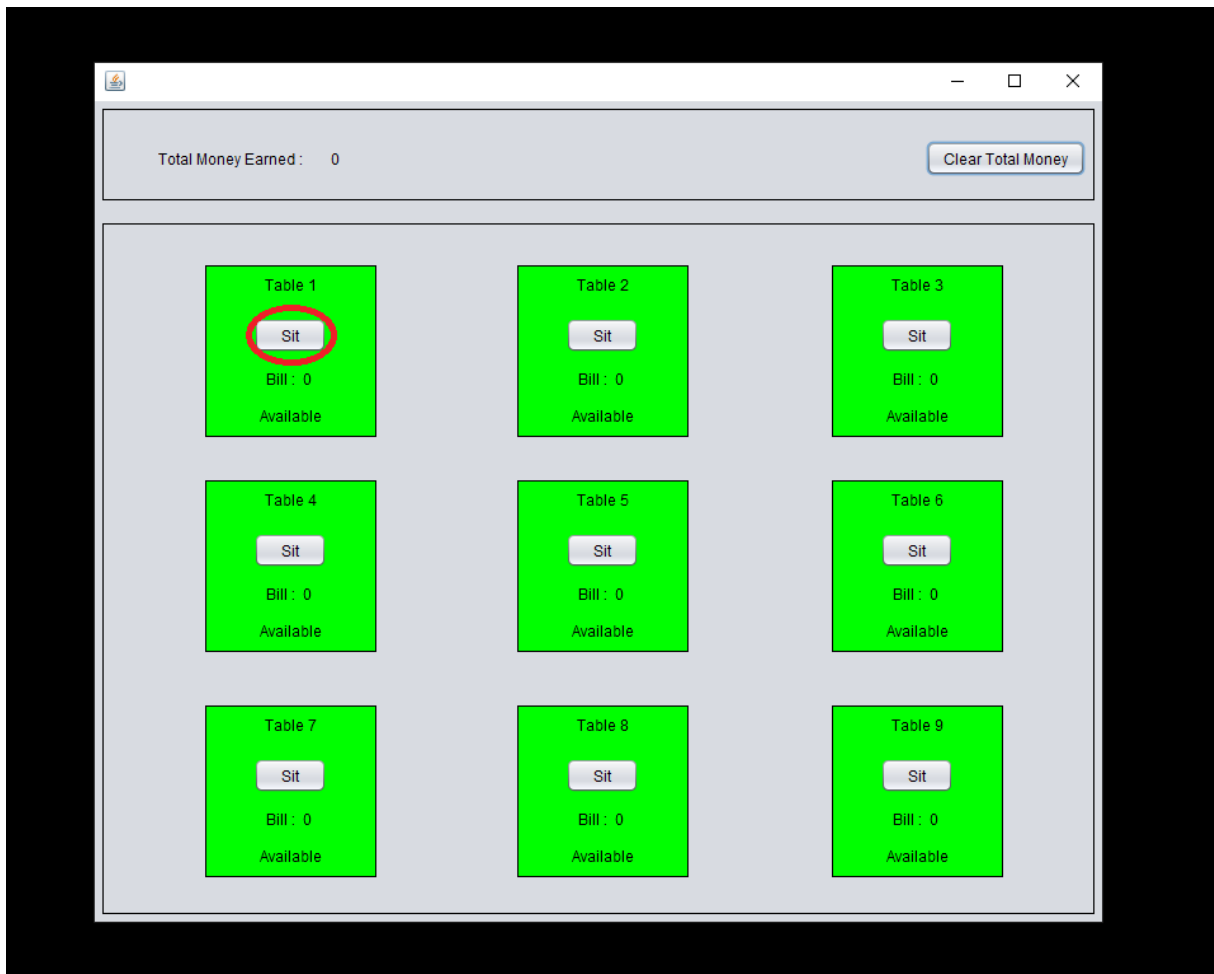 Total Money Earned :    0    Clear Total Money
Table 1    Table 2    Table 3
Sit    Sit    Sit
Bill :  0    Bill :  0    Bill :  0
Available    Available    Available
Table 4    Table 5    Table 6
Sit    Sit    Sit
Bill :  0    Bill :  0    Bill :  0
Available    Available    Available
Table 7    Table 8    Table 9
Sit    Sit    Sit
Bill :  0    Bill :  0    Bill :  0
Available    Available    Available